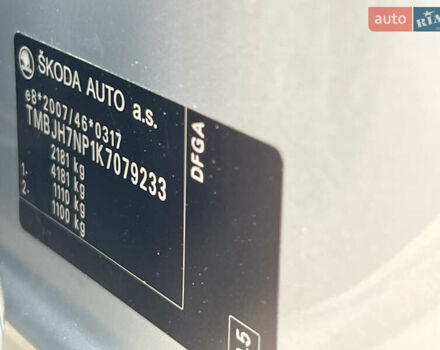 auto RIA
ŠKODA AUTO a.s.
e8*2007/46*0317
TMBJH7NP1K7079233
2181 kg
4181 kg
1. 1110 kg
2. 1100 kg
DFGA